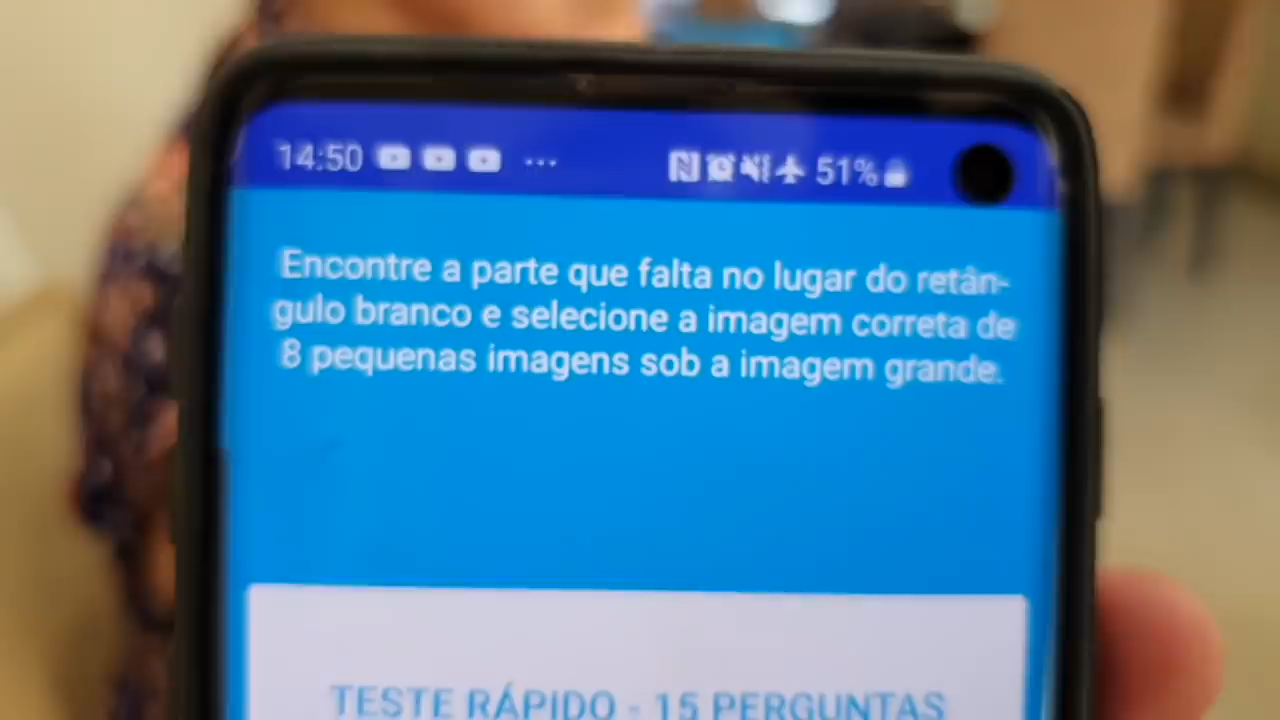 14:50 ... 51%
Encontre a parte que falta no lugar do retân-
gulo branco e selecione a imagem correta de
8 pequenas imagens sob a imagem grande.
TESTE RÁPIDO - 15 PERGUNTAS